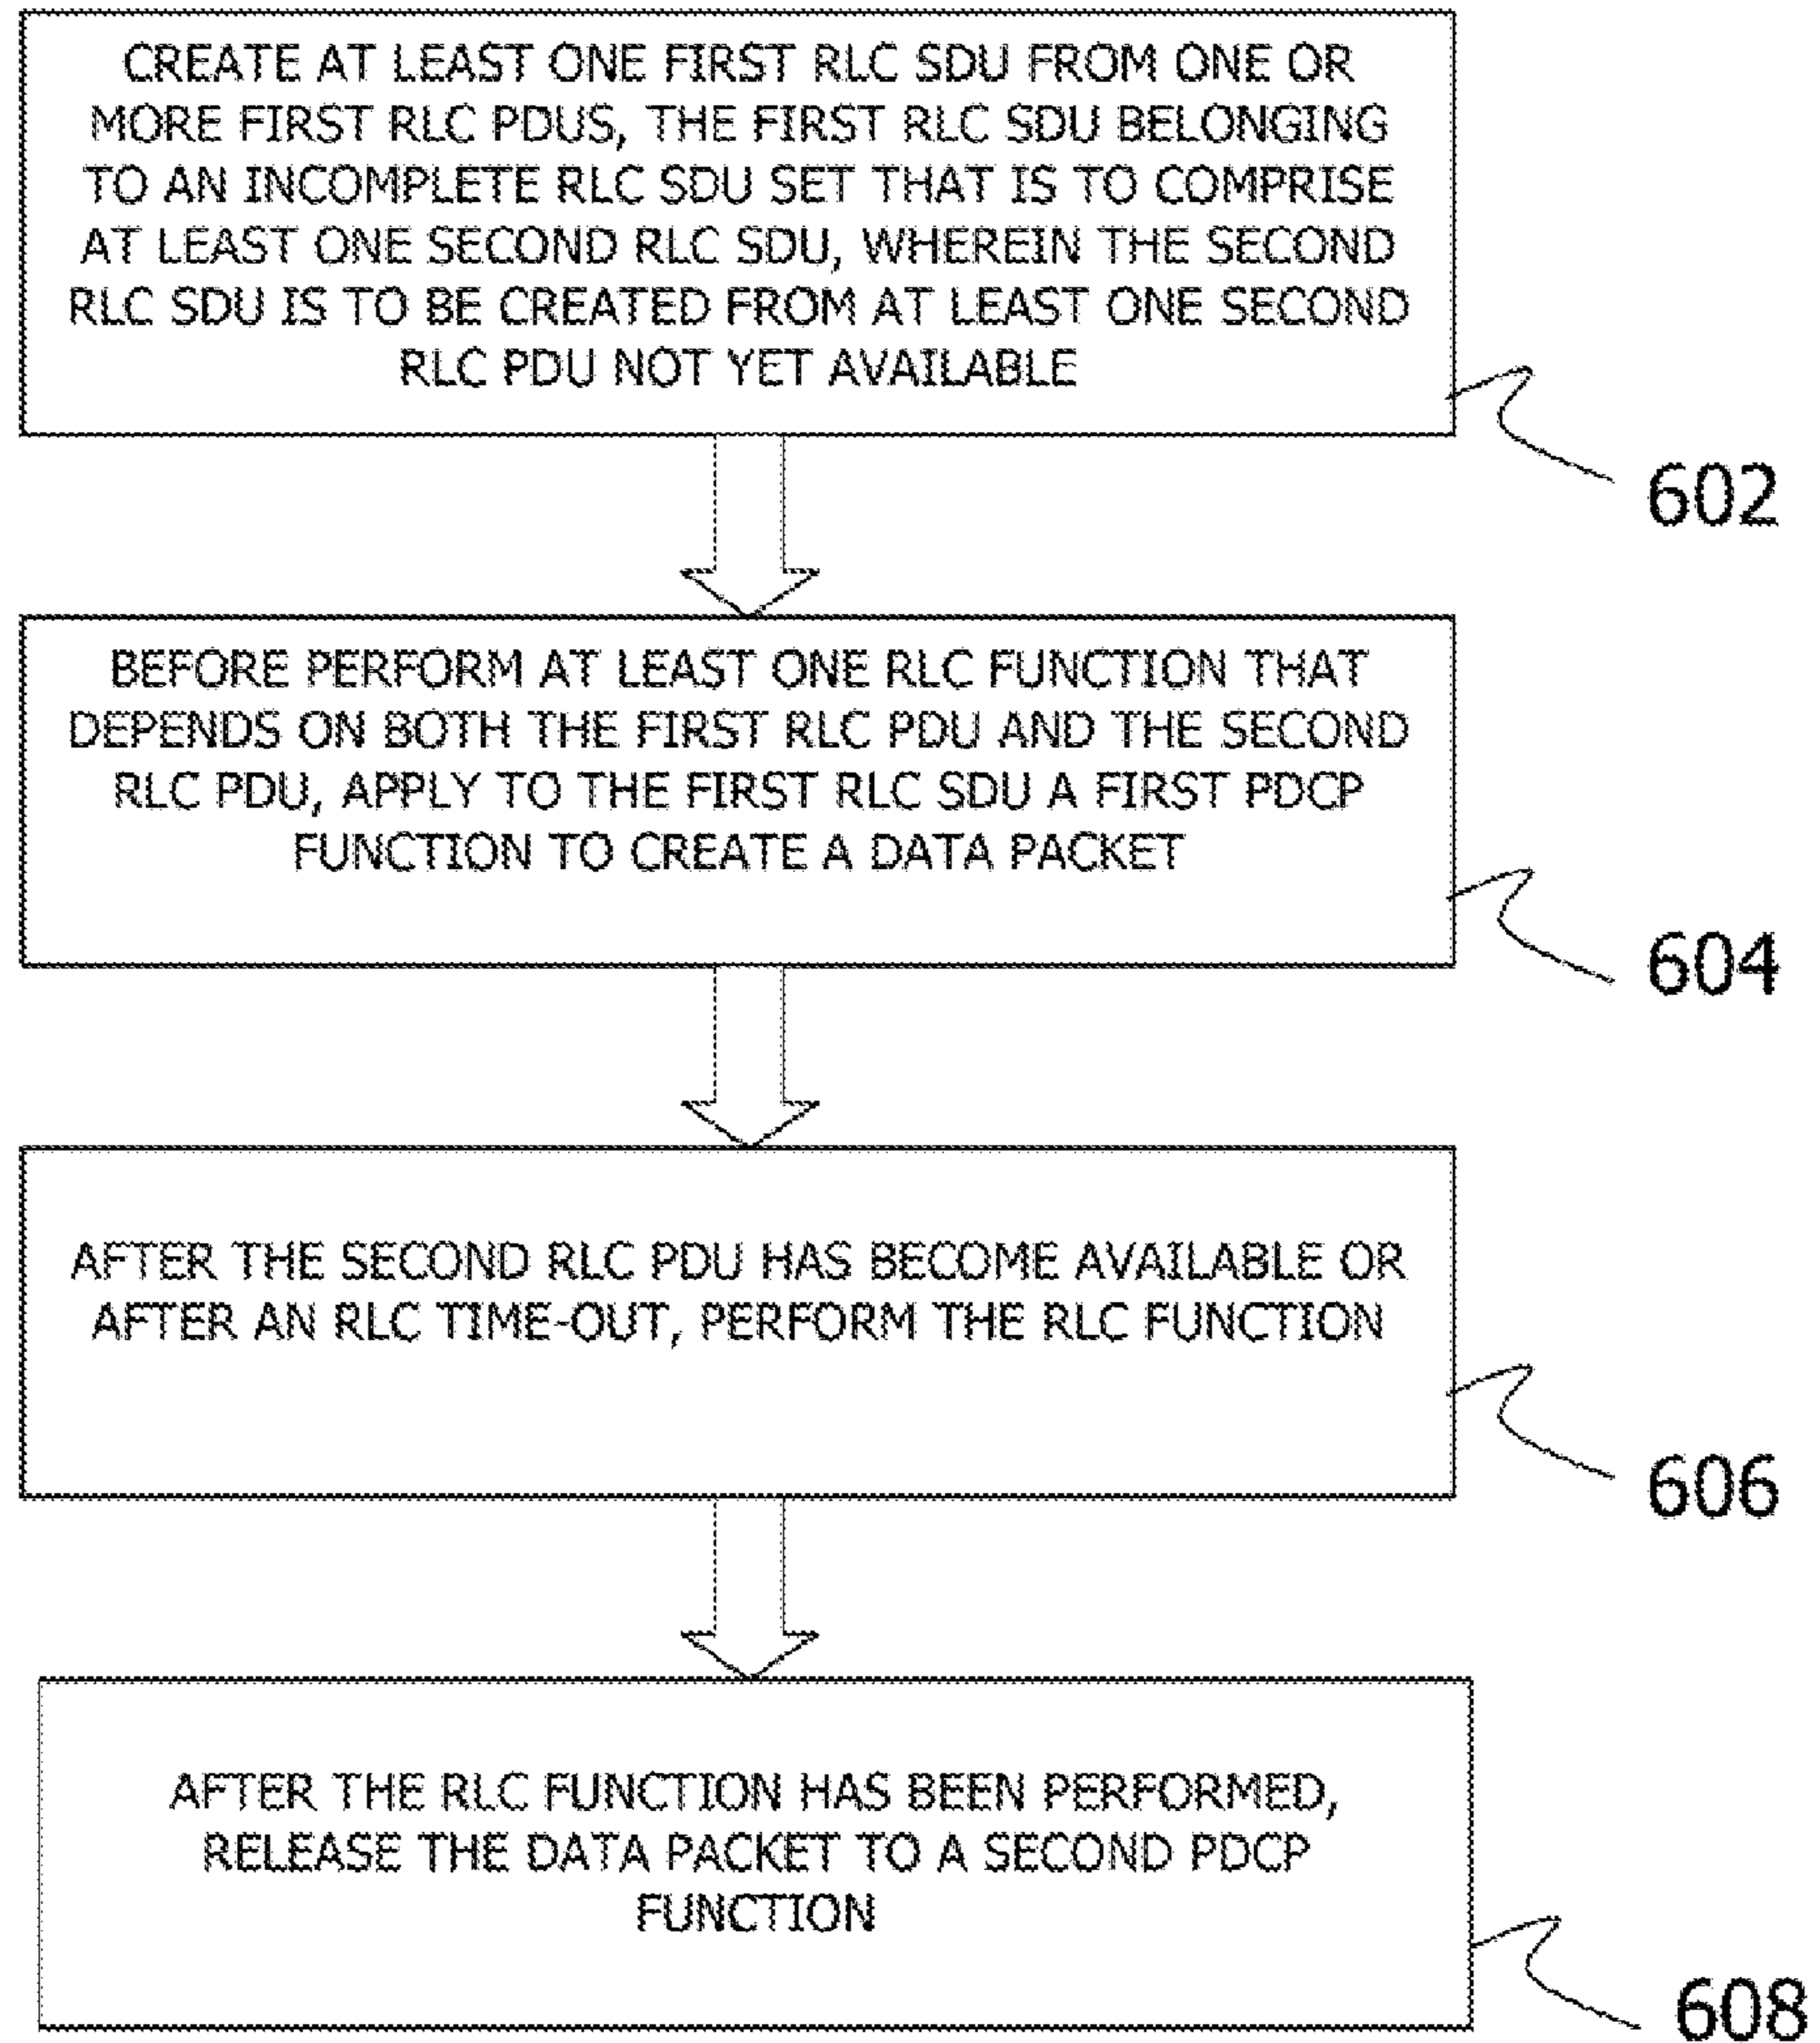 CREATE AT LEAST ONE FIRST RLC SDU FROM ONE OR
MORE FIRST RLC PDUS, THE FIRST RLC SDU BELONGING
TO AN INCOMPLETE RLC SDU SET THAT IS TO COMPRISE
AT LEAST ONE SECOND RLC SDU, WHEREIN THE SECOND
RLC SDU IS TO BE CREATED FROM AT LEAST ONE SECOND
RLC PDU NOT YET AVAILABLE
602
BEFORE PERFORM AT LEAST ONE RLC FUNCTION THAT
DEPENDS ON BOTH THE FIRST RLC PDU AND THE SECOND
RLC PDU, APPLY TO THE FIRST RLC SDU A FIRST PDCP
FUNCTION TO CREATE A DATA PACKET
604
AFTER THE SECOND RLC PDU HAS BECOME AVAILABLE OR
AFTER AN RLC TIME-OUT, PERFORM THE RLC FUNCTION
606
AFTER THE RLC FUNCTION HAS BEEN PERFORMED,
RELEASE THE DATA PACKET TO A SECOND PDCP
FUNCTION
608